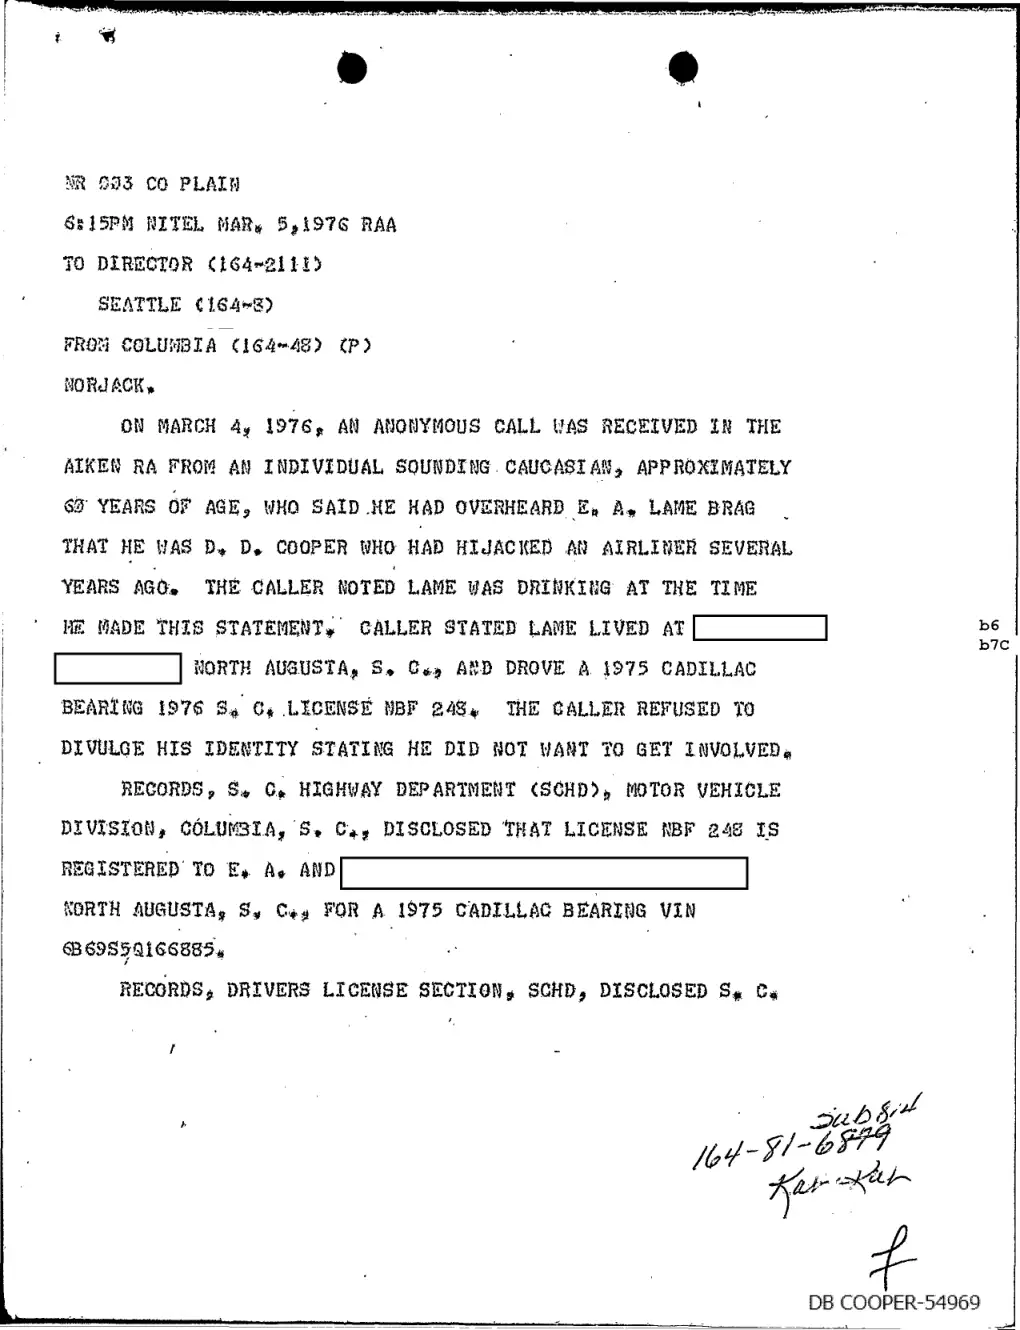 NR 003 CO PLAIN
6:15PM NITEL MAR. 5,1976 RAA
TO DIRECTOR (164-2111)
SEATTLE (164-8)
FROM COLUMBIA (164-48) (P)
NORJACK.
ON MARCH 4, 1976, AN ANONYMOUS CALL WAS RECEIVED IN THE
AIKEN RA FROM AN INDIVIDUAL SOUNDING CAUCASIAN, APPROXIMATELY
60 YEARS OF AGE, WHO SAID HE HAD OVERHEARD E. A. LAME BRAG
THAT HE WAS D. D. COOPER WHO HAD HIJACKED AN AIRLINER SEVERAL
YEARS AGO. THE CALLER NOTED LAME WAS DRINKING AT THE TIME
HE MADE THIS STATEMENT. CALLER STATED LAME LIVED AT
b6
b7C
NORTH AUGUSTA, S. C., AND DROVE A 1975 CADILLAC
BEARING 1976 S. C. LICENSE NBF 248. THE CALLER REFUSED TO
DIVULGE HIS IDENTITY STATING HE DID NOT WANT TO GET INVOLVED.
RECORDS, S. C. HIGHWAY DEPARTMENT (SCHD), MOTOR VEHICLE
DIVISION, COLUMBIA, S. C., DISCLOSED THAT LICENSE NBF 248 IS
REGISTERED TO E. A. AND
NORTH AUGUSTA, S. C., FOR A 1975 CADILLAC BEARING VIN
6B69S5Q166885.
RECORDS, DRIVERS LICENSE SECTION, SCHD, DISCLOSED S. C.
164-81-6879
DB COOPER-54969